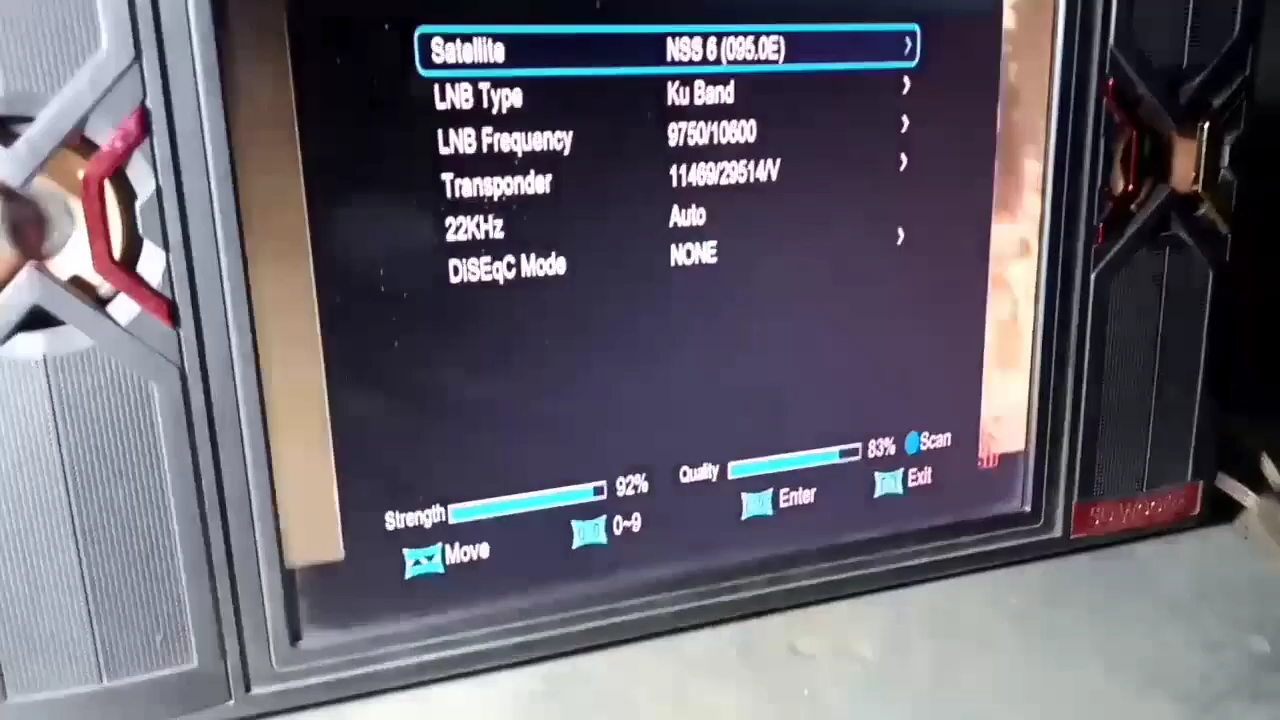 Satellite NSS 6 (095.0E) >
LNB Type Ku Band >
LNB Frequency 9750/10600 >
Transponder 11469/29514/V >
22KHz Auto
DiSEqC Mode NONE >
Strength 92% Quality 83% Scan
Move 0~9 Enter Exit